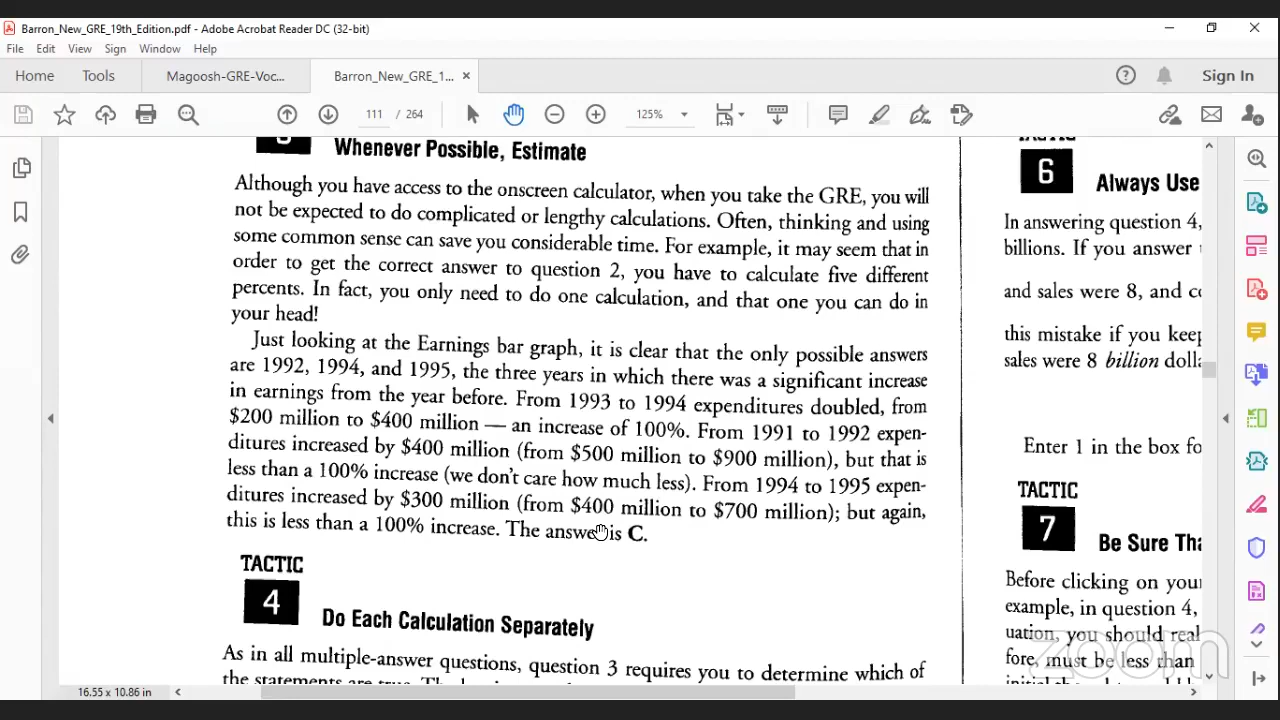 Barron_New_GRE_19th_Edition.pdf - Adobe Acrobat Reader DC (32-bit)
File Edit View Sign Window Help
Home Tools Magoosh-GRE-Voc... Barron_New_GRE_1... ×
111 / 264 125%
Sign In
Whenever Possible, Estimate
Although you have access to the onscreen calculator, when you take the GRE, you will
not be expected to do complicated or lengthy calculations. Often, thinking and using
some common sense can save you considerable time. For example, it may seem that in
order to get the correct answer to question 2, you have to calculate five different
percents. In fact, you only need to do one calculation, and that one you can do in
your head!
Just looking at the Earnings bar graph, it is clear that the only possible answers
are 1992, 1994, and 1995, the three years in which there was a significant increase
in earnings from the year before. From 1993 to 1994 expenditures doubled, from
$200 million to $400 million — an increase of 100%. From 1991 to 1992 expen-
ditures increased by $400 million (from $500 million to $900 million), but that is
less than a 100% increase (we don't care how much less). From 1994 to 1995 expen-
ditures increased by $300 million (from $400 million to $700 million); but again,
this is less than a 100% increase. The answer is C.
TACTIC
4
Do Each Calculation Separately
As in all multiple-answer questions, question 3 requires you to determine which of
the statements are true.
6
Always Use
In answering question 4,
billions. If you answer
and sales were 8, and
this mistake if you keep
sales were 8 billion
Enter 1 in the box
TACTIC
7
Be Sure
Before clicking on
example, in question 4,
you should
fore, must be less than
zoom
16.55 x 10.86 in